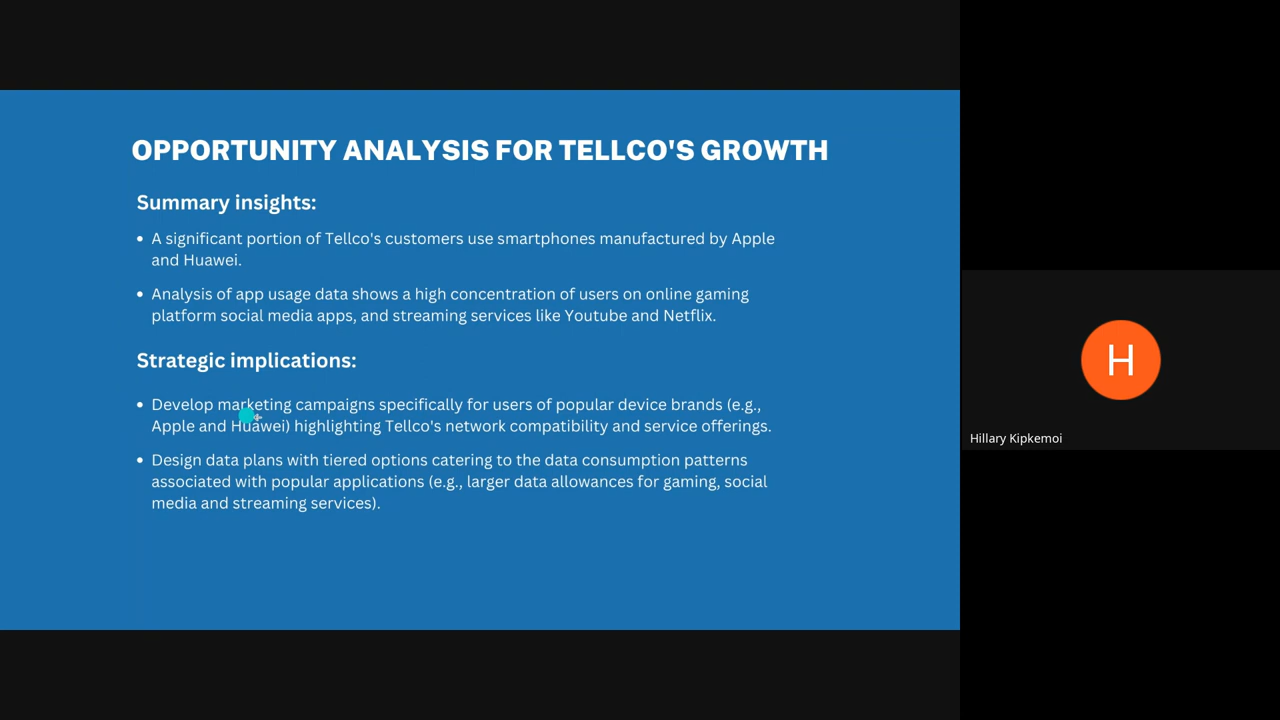 OPPORTUNITY ANALYSIS FOR TELLCO'S GROWTH
Summary insights:
• A significant portion of Tellco's customers use smartphones manufactured by Apple
and Huawei.
• Analysis of app usage data shows a high concentration of users on online gaming
platform social media apps, and streaming services like Youtube and Netflix.
Strategic implications:
• Develop marketing campaigns specifically for users of popular device brands (e.g.,
Apple and Huawei) highlighting Tellco's network compatibility and service offerings.
• Design data plans with tiered options catering to the data consumption patterns
associated with popular applications (e.g., larger data allowances for gaming, social
media and streaming services).
H
Hillary Kipkemoi